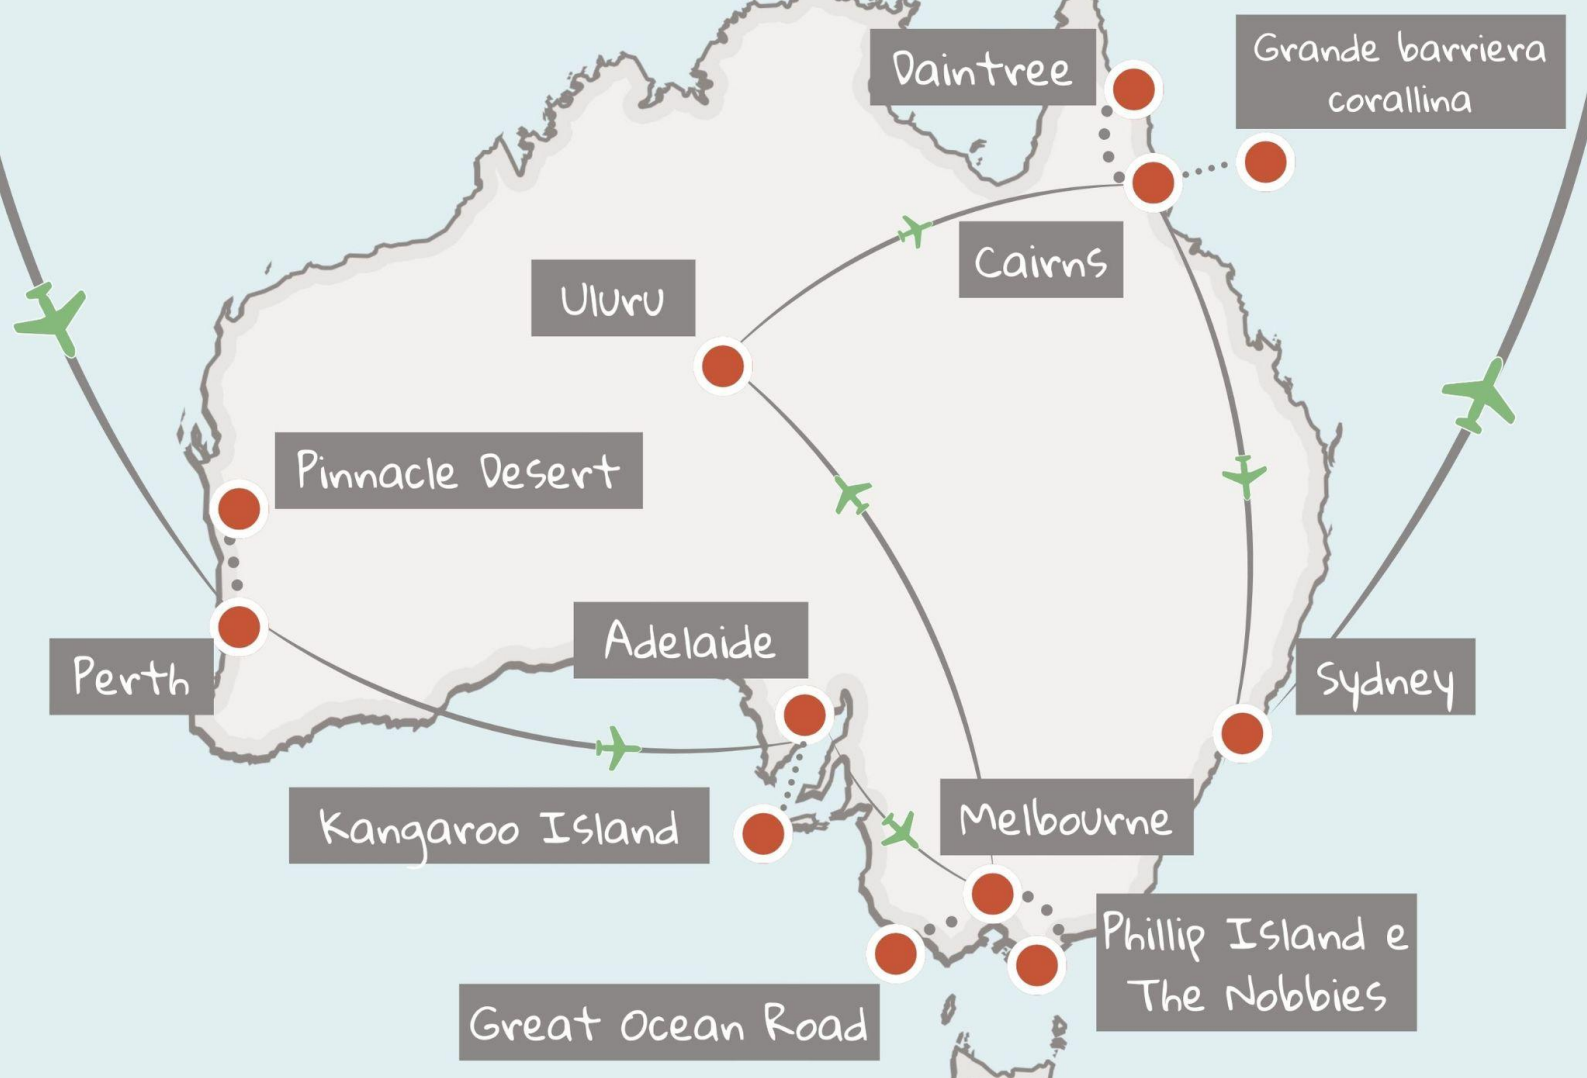 Daintree
Grande barriera
corallina
Cairns
Uluru
Pinnacle Desert
Adelaide
Perth
Sydney
Kangaroo Island
Melbourne
Phillip Island e
The Nobbies
Great Ocean Road